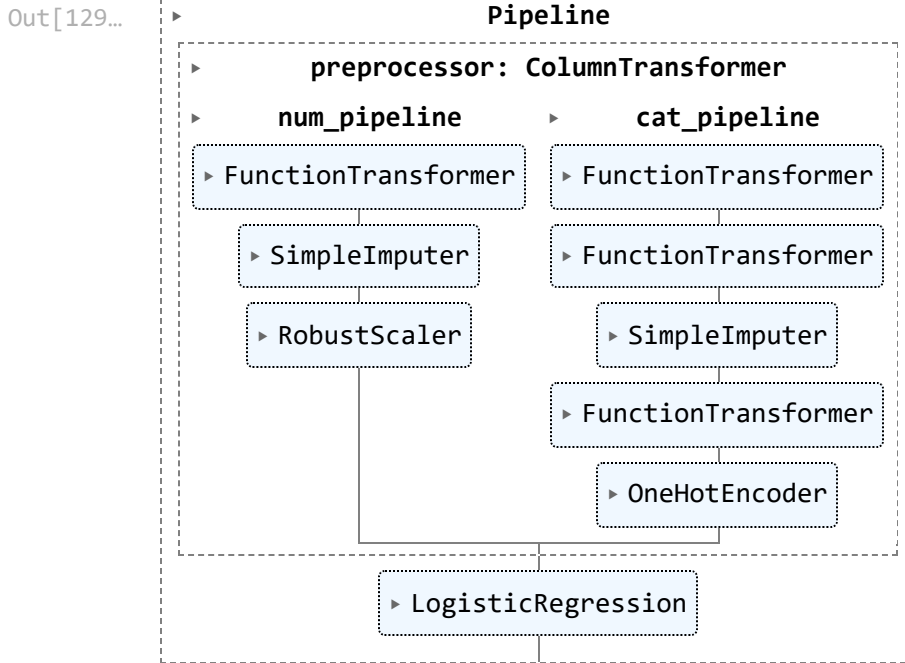 Out[129…
Pipeline
preprocessor: ColumnTransformer
num_pipeline
cat_pipeline
FunctionTransformer
FunctionTransformer
SimpleImputer
FunctionTransformer
RobustScaler
SimpleImputer
FunctionTransformer
OneHotEncoder
LogisticRegression